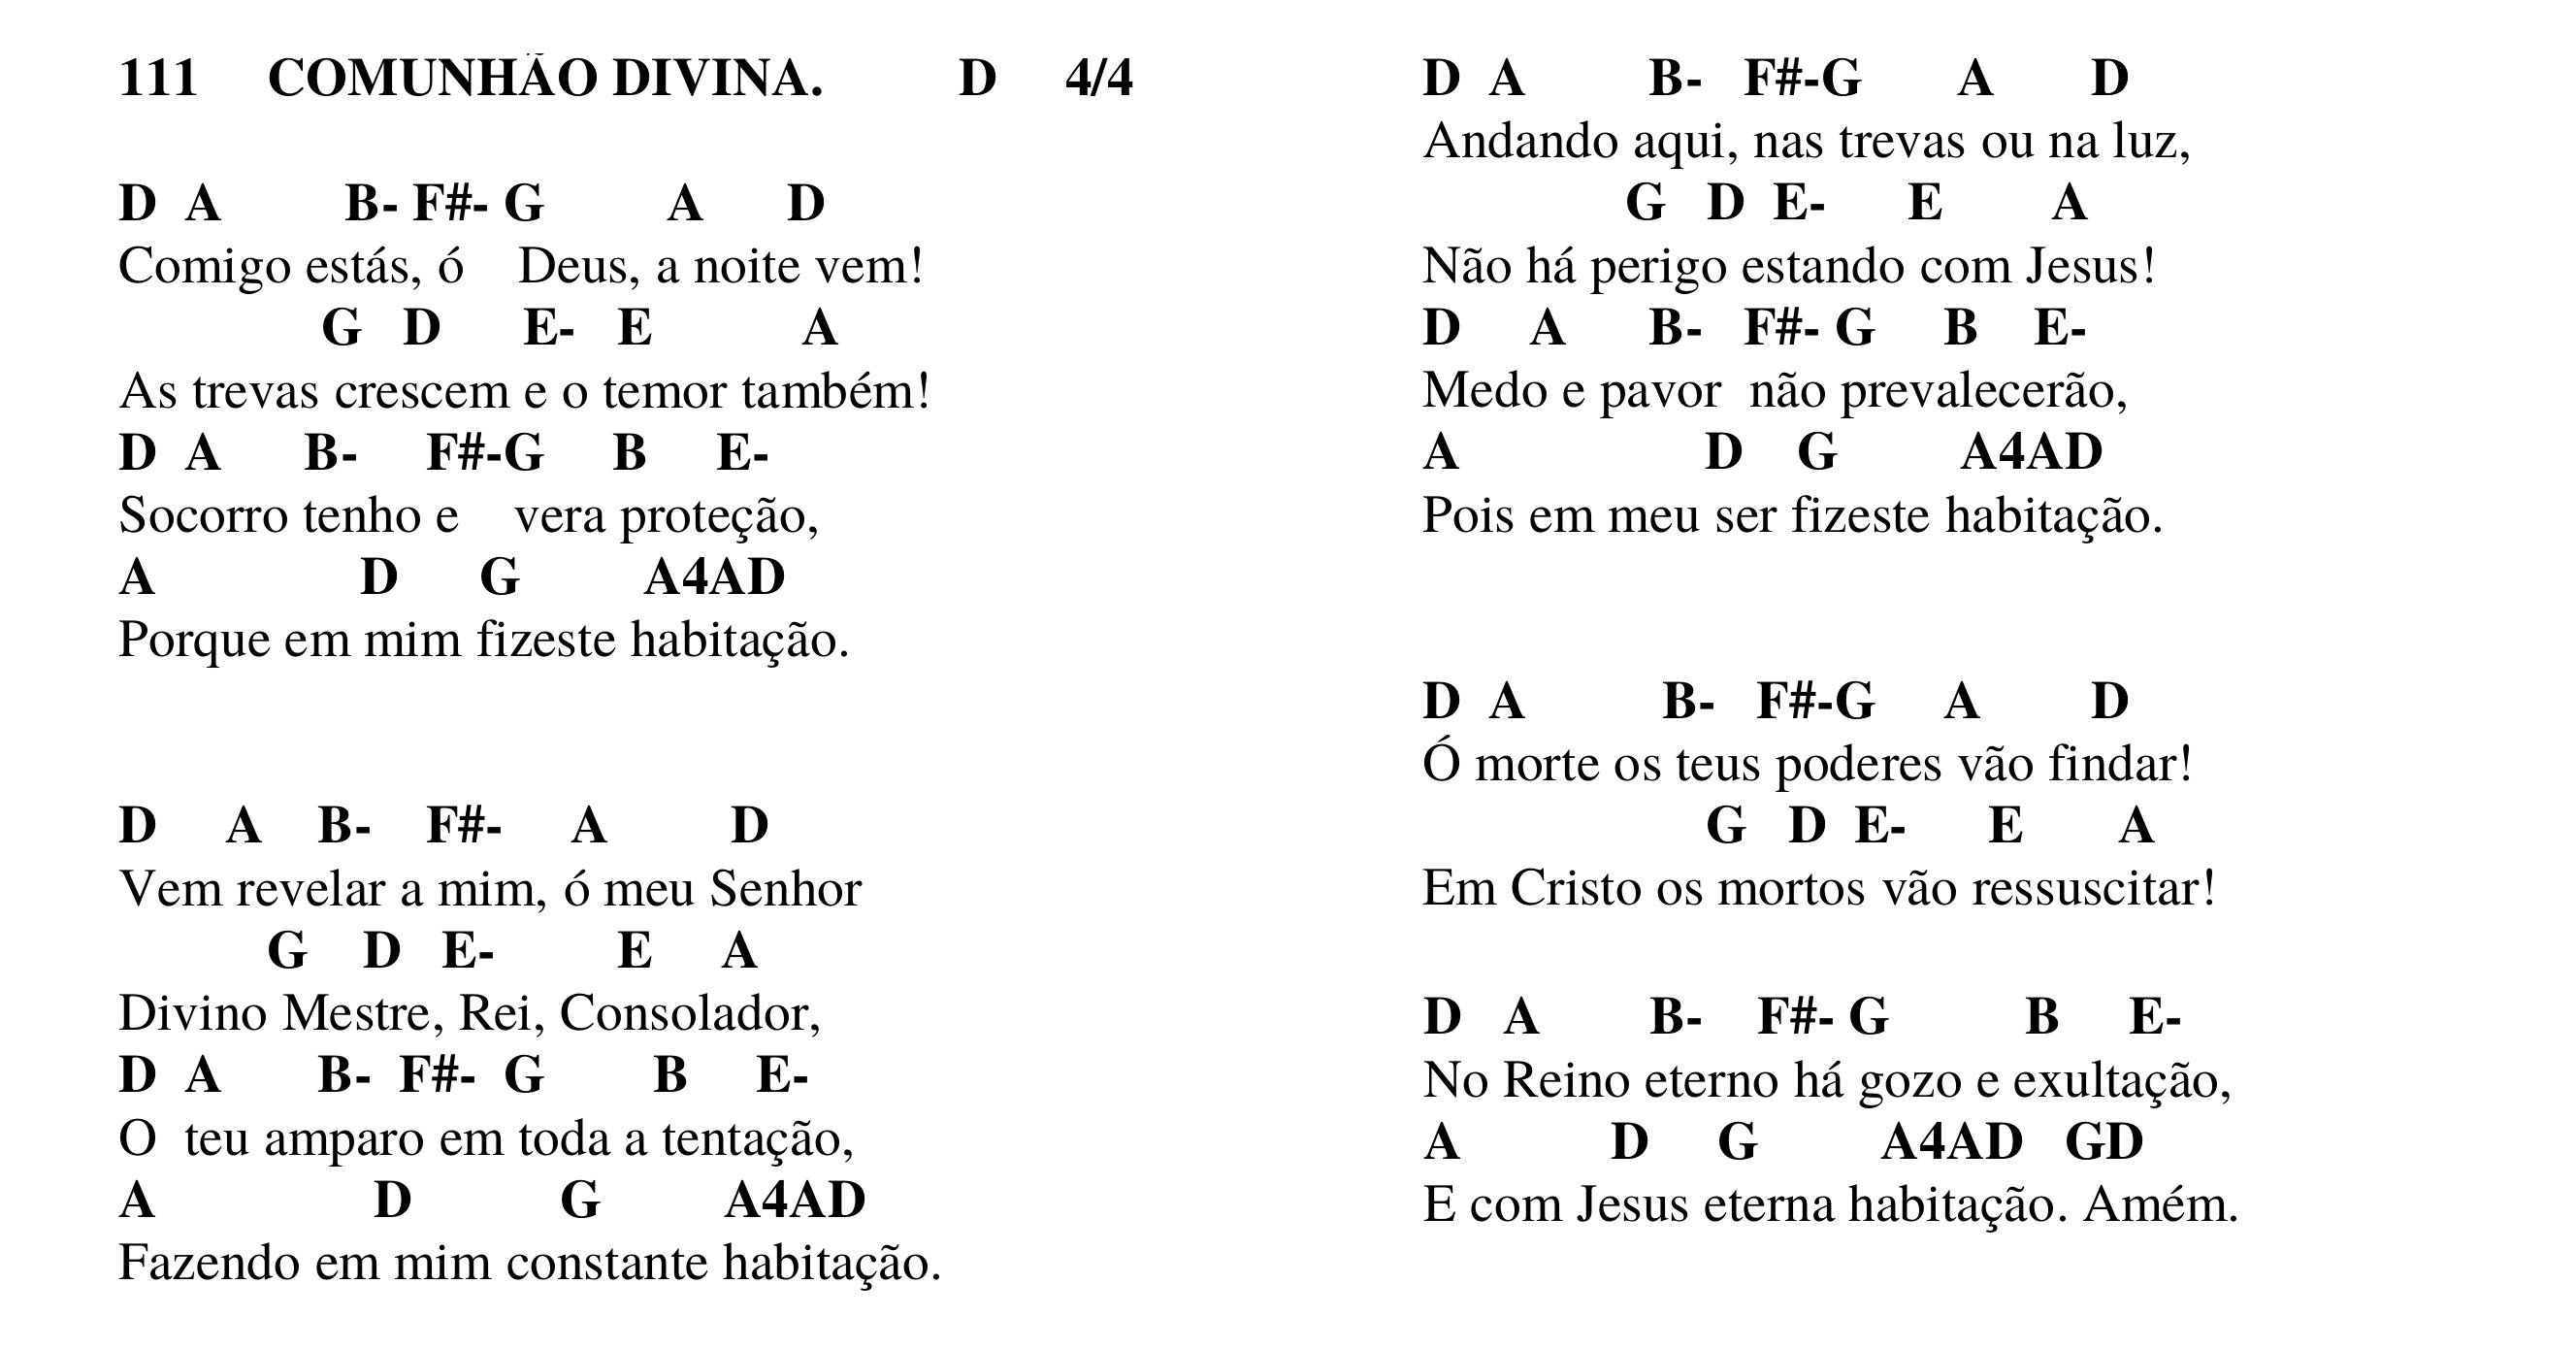 111 COMUNHÃO DIVINA. D 4/4
D A B- F#- G A D
Comigo estás, ó Deus, a noite vem!
G D E- E A
As trevas crescem e o temor também!
D A B- F#-G B E-
Socorro tenho e vera proteção,
A D G A4AD
Porque em mim fizeste habitação.
D A B- F#- A D
Vem revelar a mim, ó meu Senhor
G D E- E A
Divino Mestre, Rei, Consolador,
D A B- F#- G B E-
O teu amparo em toda a tentação,
A D G A4AD
Fazendo em mim constante habitação.
D A B- F#-G A D
Andando aqui, nas trevas ou na luz,
G D E- E A
Não há perigo estando com Jesus!
D A B- F#- G B E-
Medo e pavor não prevalecerão,
A D G A4AD
Pois em meu ser fizeste habitação.
D A B- F#-G A D
Ó morte os teus poderes vão findar!
G D E- E A
Em Cristo os mortos vão ressuscitar!
D A B- F#- G B E-
No Reino eterno há gozo e exultação,
A D G A4AD GD
E com Jesus eterna habitação. Amém.